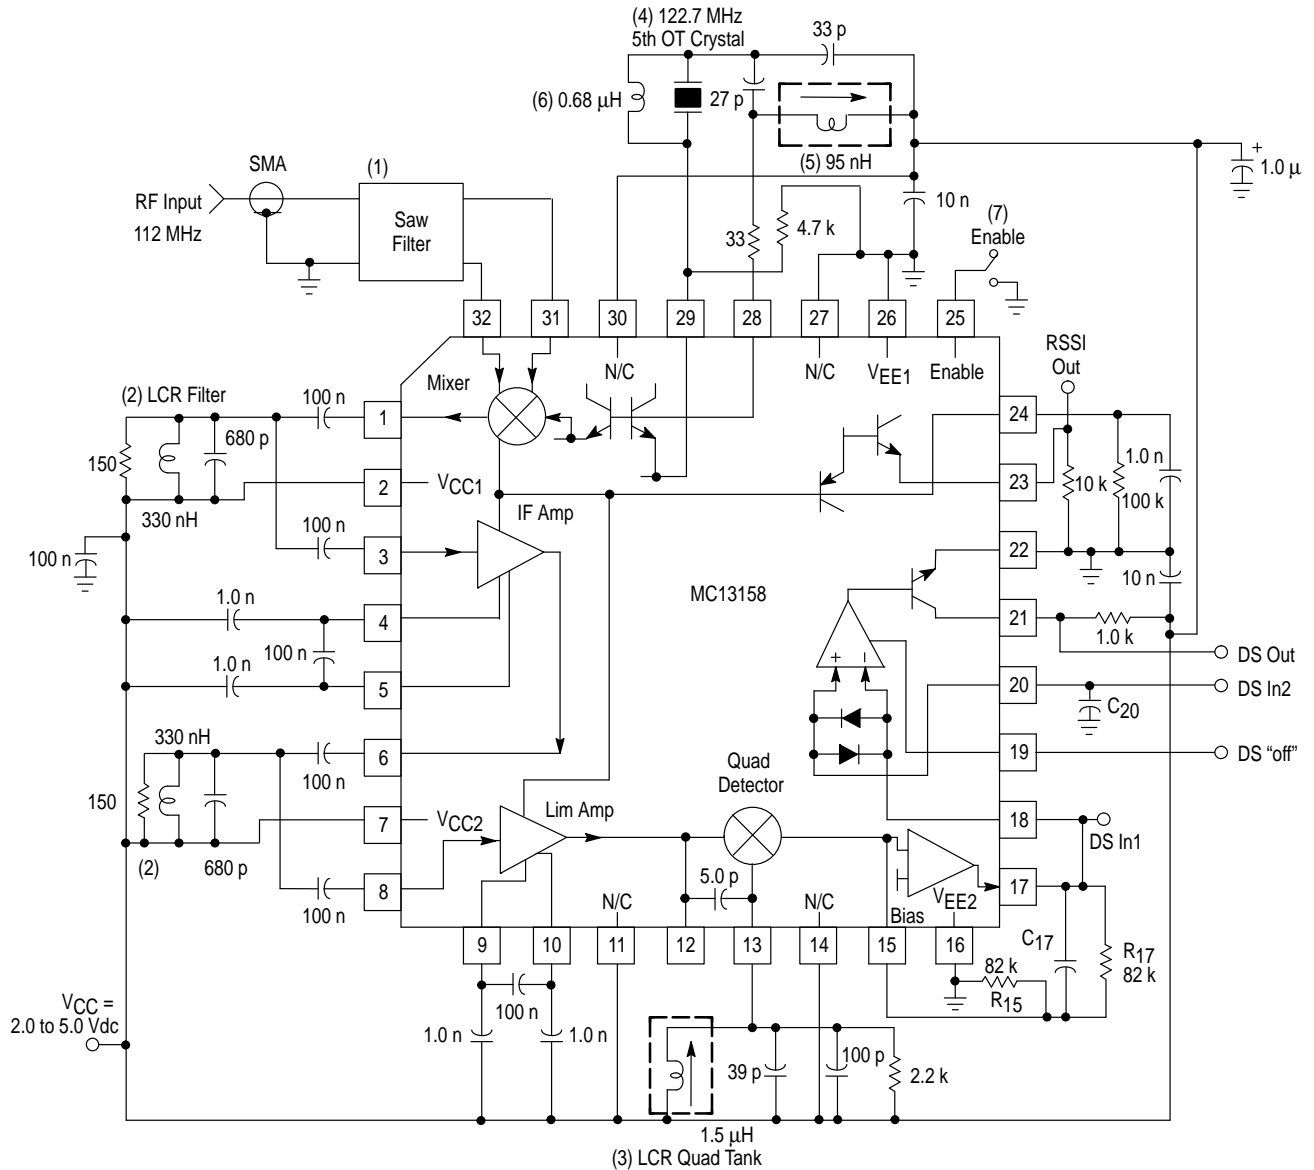 (4) 122.7 MHz
5th OT Crystal
33 p
(6) 0.68 μH
27 p
(5) 95 nH
1.0 μ
+
SMA
(1)
RF Input
112 MHz
Saw
Filter
33
4.7 k
10 n
(7)
Enable
32
31
30
29
28
27
26
25
N/C
N/C
VEE1
Enable
RSSI
Out
(2) LCR Filter
100 n
Mixer
1
24
680 p
150
2
VCC1
23
10 k
100 k
1.0 n
330 nH
IF Amp
100 n
3
22
100 n
MC13158
10 n
1.0 n
4
21
1.0 k
100 n
DS Out
1.0 n
5
+
–
20
C20
DS In2
330 nH
100 n
6
19
DS “off”
Quad
Detector
150
7
VCC2
Lim Amp
18
DS In1
(2)
680 p
5.0 p
100 n
8
17
N/C
N/C
Bias
VEE2
9
10
11
12
13
14
15
16
C17
R17
82 k
82 k
R15
100 n
VCC =
2.0 to 5.0 Vdc
1.0 n
1.0 n
39 p
100 p
2.2 k
1.5 μH
(3) LCR Quad Tank